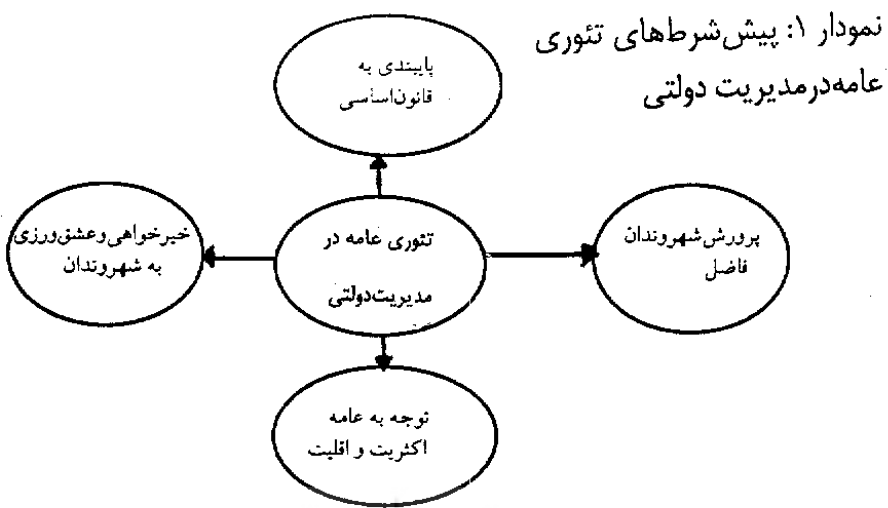 نمودار ۱: پیش‌شرط‌های تئوری
عامه‌درمدیریت دولتی
پایبندی به
قانون‌اساسی
خیرخواهی‌وعشق‌ورزی
به شهروندان
تئوری عامه در
مدیریت‌دولتی
پرورش‌شهروندان
فاضل
توجه به عامه
اکثریت و اقلیت